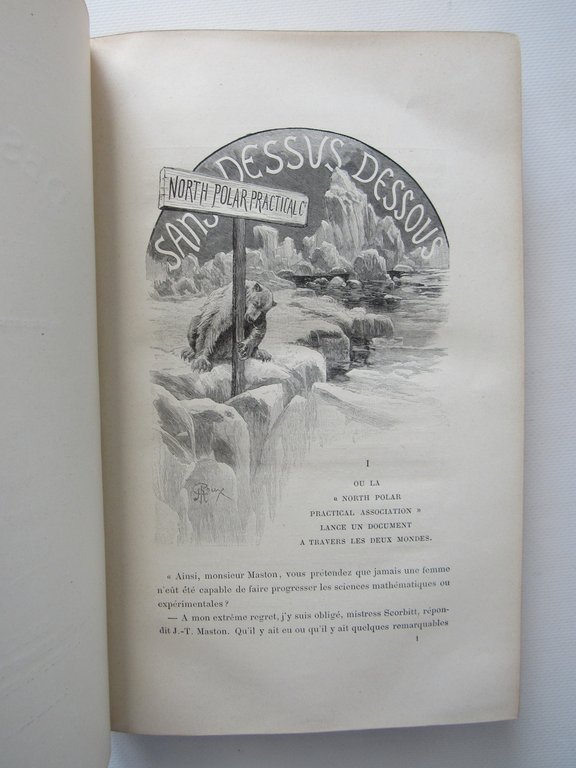 SANS DESSUS DESSOUS
NORTH POLAR PRACTICAL Cº
G Roux
I
OU LA
« NORTH POLAR
PRACTICAL ASSOCIATION »
LANCE UN DOCUMENT
A TRAVERS LES DEUX MONDES.
« Ainsi, monsieur Maston, vous prétendez que jamais une femme
n'eût été capable de faire progresser les sciences mathématiques ou
expérimentales ?
— A mon extrême regret, j'y suis obligé, mistress Scorbitt, répon-
dit J.-T. Maston. Qu'il y ait eu ou qu'il y ait quelques remarquables
1